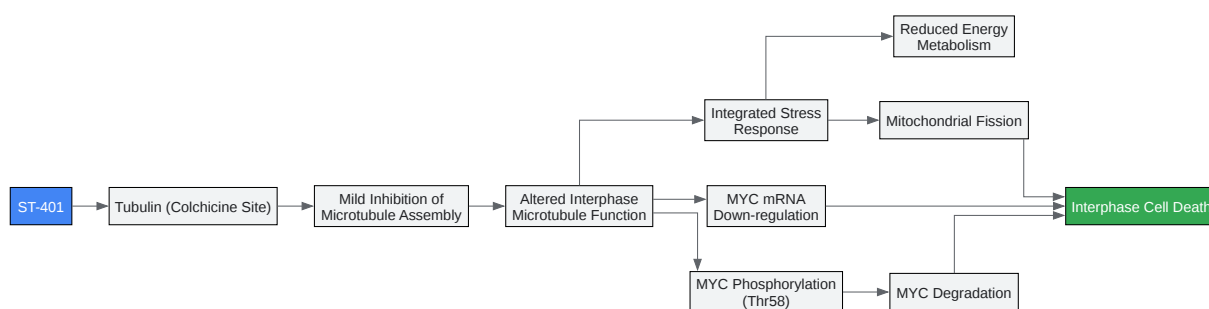 Reduced Energy
Metabolism
Integrated Stress
Response
Mitochondrial Fission
ST-401
Tubulin (Colchicine Site)
Mild Inhibition of
Microtubule Assembly
Altered Interphase
Microtubule Function
MYC mRNA
Down-regulation
Interphase Cell Death
MYC Phosphorylation
(Thr58)
MYC Degradation